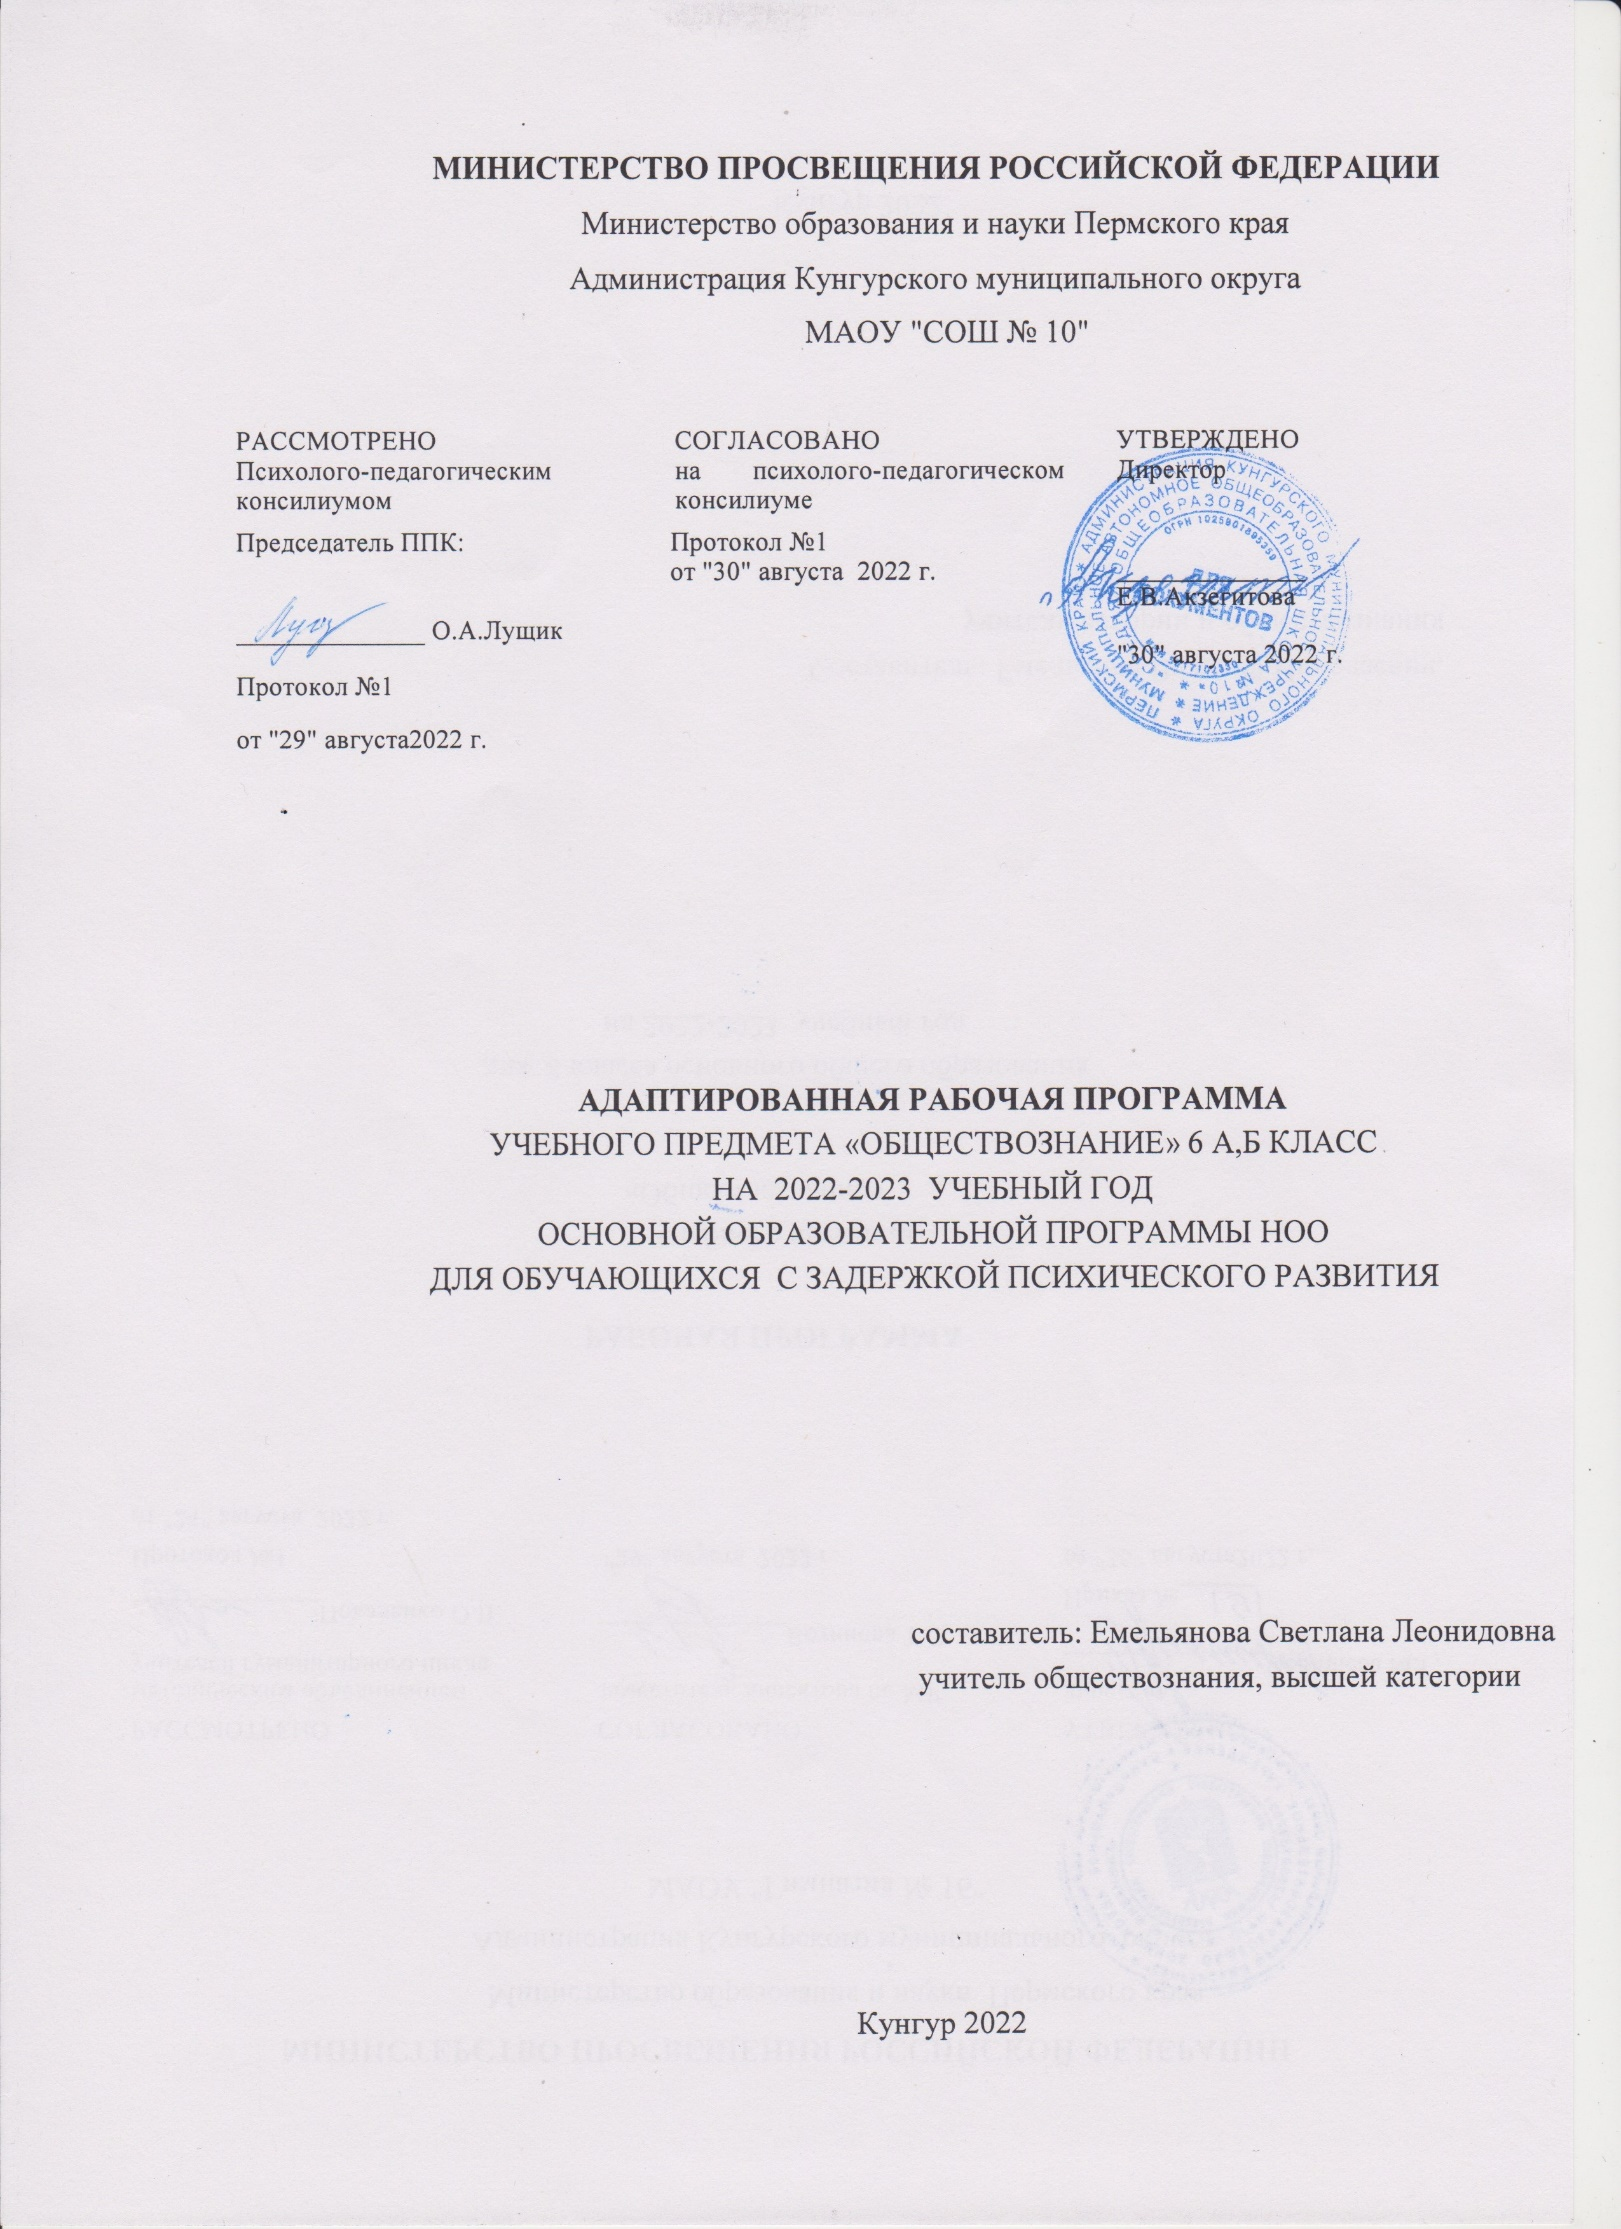 МИНИСТЕРСТВО ПРОСВЕЩЕНИЯ РОССИЙСКОЙ ФЕДЕРАЦИИ
Министерство образования и науки Пермского края
Администрация Кунгурского муниципального округа
МАОУ "СОШ № 10"
РАССМОТРЕНО
Психолого-педагогическим
консилиумом
Председатель ППК:
О.А.Лущик
Протокол №1
от "29" августа2022 г.
СОГЛАСОВАНО
на психолого-педагогическом
консилиуме
Протокол №1
от "30" августа 2022 г.
УТВЕРЖДЕНО
Директор
Е.В.Акзегитова
"30" августа 2022 г.
АДАПТИРОВАННАЯ РАБОЧАЯ ПРОГРАММА
УЧЕБНОГО ПРЕДМЕТА «ОБЩЕСТВОЗНАНИЕ» 6 А,Б КЛАСС
НА 2022-2023 УЧЕБНЫЙ ГОД
ОСНОВНОЙ ОБРАЗОВАТЕЛЬНОЙ ПРОГРАММЫ НОО
ДЛЯ ОБУЧАЮЩИХСЯ С ЗАДЕРЖКОЙ ПСИХИЧЕСКОГО РАЗВИТИЯ
составитель: Емельянова Светлана Леонидовна
учитель обществознания, высшей категории
Кунгур 2022